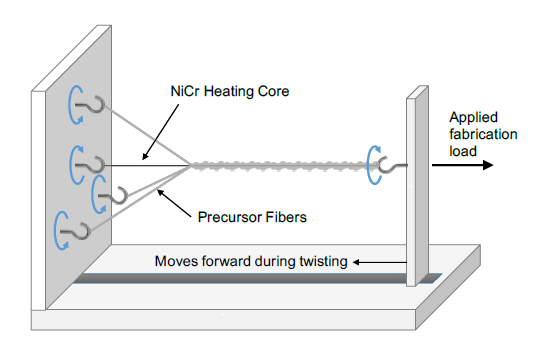 NiCr Heating Core
Applied
fabrication
load
Precursor Fibers
Moves forward during twisting